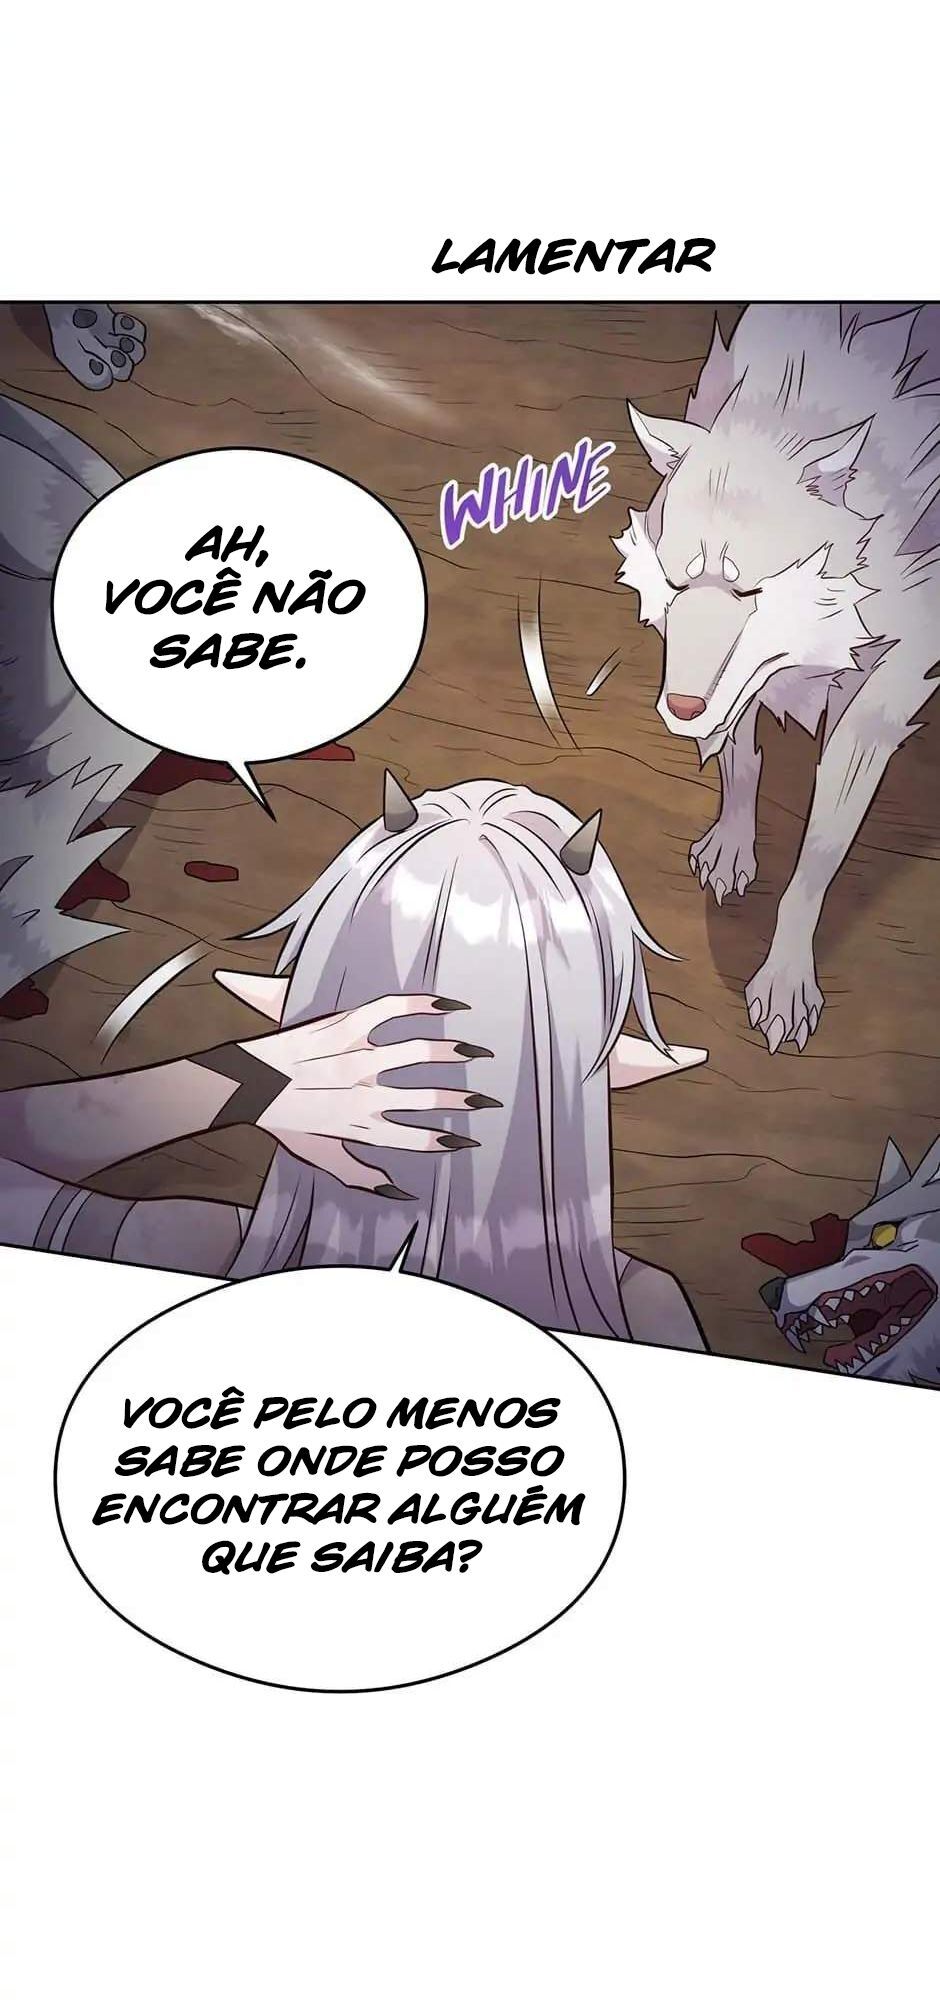 LAMENTAR
WHINE
AH,
VOCÊ NÃO
SABE.
VOCÊ PELO MENOS
SABE ONDE POSSO
ENCONTRAR ALGUÉM
QUE SAIBA?